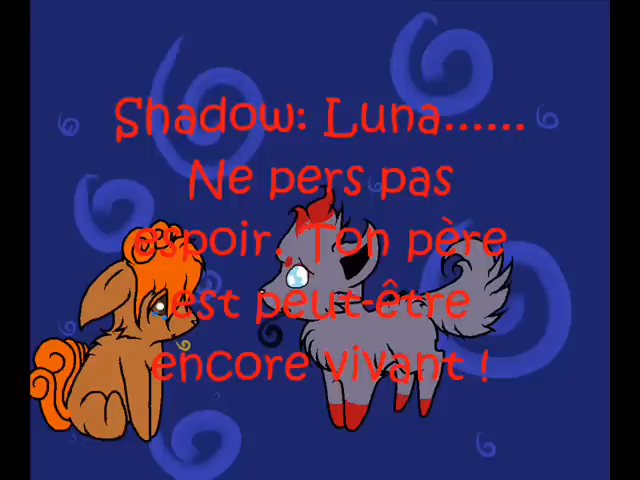 Shadow: Luna......
Ne pers pas
espoir. Ton père
est peut-être
encore vivant !